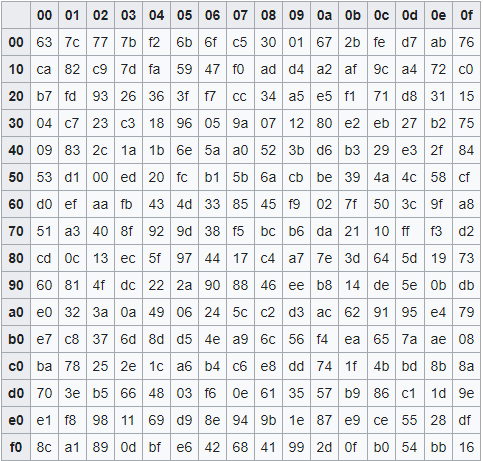 00 01 02 03 04 05 06 07 08 09 0a 0b 0c 0d 0e 0f
00 63 7c 77 7b f2 6b 6f c5 30 01 67 2b fe d7 ab 76
10 ca 82 c9 7d fa 59 47 f0 ad d4 a2 af 9c a4 72 c0
20 b7 fd 93 26 36 3f f7 cc 34 a5 e5 f1 71 d8 31 15
30 04 c7 23 c3 18 96 05 9a 07 12 80 e2 eb 27 b2 75
40 09 83 2c 1a 1b 6e 5a a0 52 3b d6 b3 29 e3 2f 84
50 53 d1 00 ed 20 fc b1 5b 6a cb be 39 4a 4c 58 cf
60 d0 ef aa fb 43 4d 33 85 45 f9 02 7f 50 3c 9f a8
70 51 a3 40 8f 92 9d 38 f5 bc b6 da 21 10 ff f3 d2
80 cd 0c 13 ec 5f 97 44 17 c4 a7 7e 3d 64 5d 19 73
90 60 81 4f dc 22 2a 90 88 46 ee b8 14 de 5e 0b db
a0 e0 32 3a 0a 49 06 24 5c c2 d3 ac 62 91 95 e4 79
b0 e7 c8 37 6d 8d d5 4e a9 6c 56 f4 ea 65 7a ae 08
c0 ba 78 25 2e 1c a6 b4 c6 e8 dd 74 1f 4b bd 8b 8a
d0 70 3e b5 66 48 03 f6 0e 61 35 57 b9 86 c1 1d 9e
e0 e1 f8 98 11 69 d9 8e 94 9b 1e 87 e9 ce 55 28 df
f0 8c a1 89 0d bf e6 42 68 41 99 2d 0f b0 54 bb 16